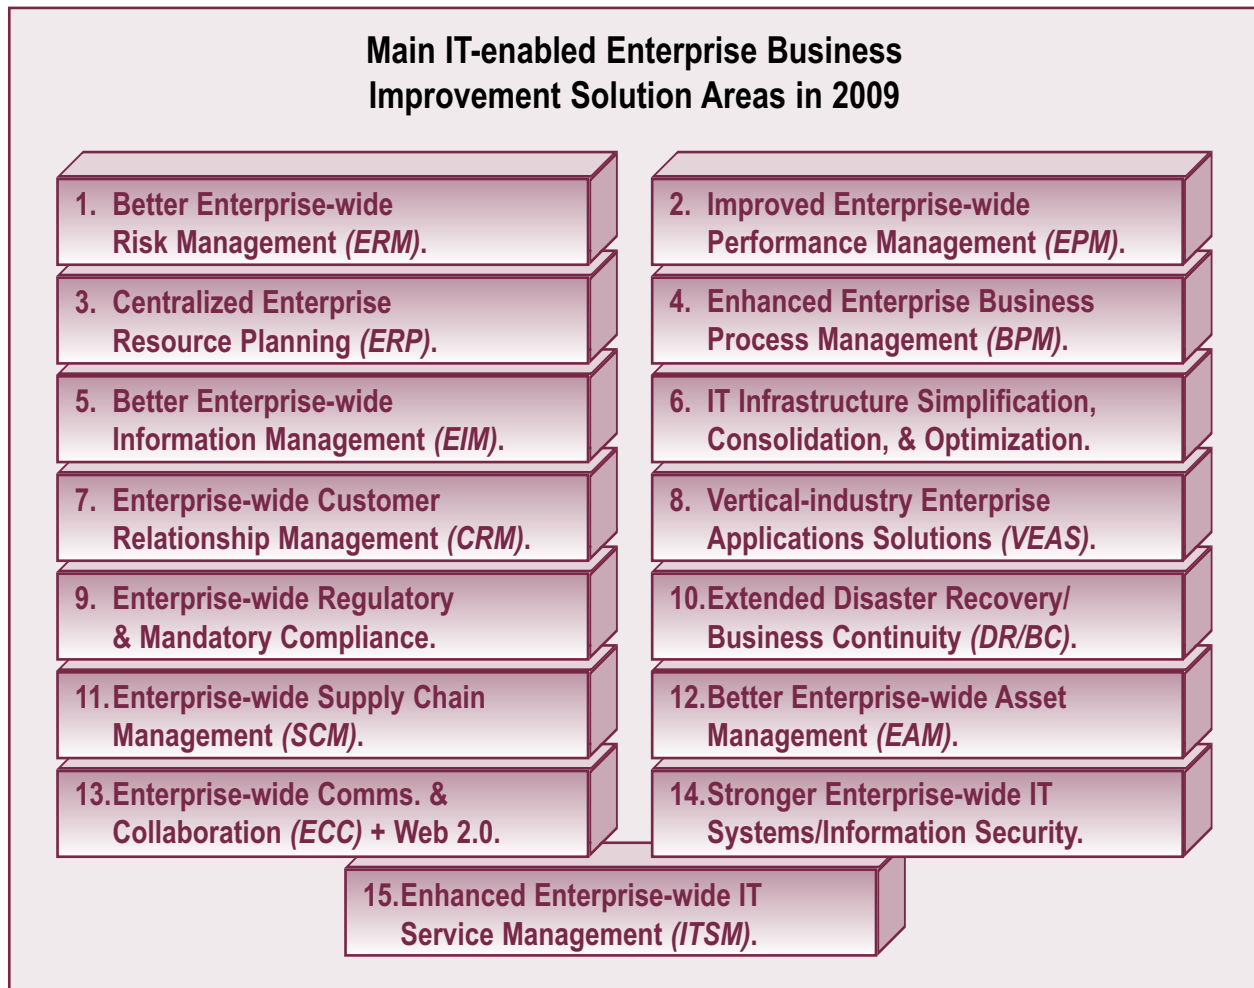 Main IT-enabled Enterprise Business
Improvement Solution Areas in 2009
1. Better Enterprise-wide
Risk Management (ERM).
2. Improved Enterprise-wide
Performance Management (EPM).
3. Centralized Enterprise
Resource Planning (ERP).
4. Enhanced Enterprise Business
Process Management (BPM).
5. Better Enterprise-wide
Information Management (EIM).
6. IT Infrastructure Simplification,
Consolidation, & Optimization.
7. Enterprise-wide Customer
Relationship Management (CRM).
8. Vertical-industry Enterprise
Applications Solutions (VEAS).
9. Enterprise-wide Regulatory
& Mandatory Compliance.
10. Extended Disaster Recovery/
Business Continuity (DR/BC).
11. Enterprise-wide Supply Chain
Management (SCM).
12. Better Enterprise-wide Asset
Management (EAM).
13. Enterprise-wide Comms. &
Collaboration (ECC) + Web 2.0.
14. Stronger Enterprise-wide IT
Systems/Information Security.
15. Enhanced Enterprise-wide IT
Service Management (ITSM).